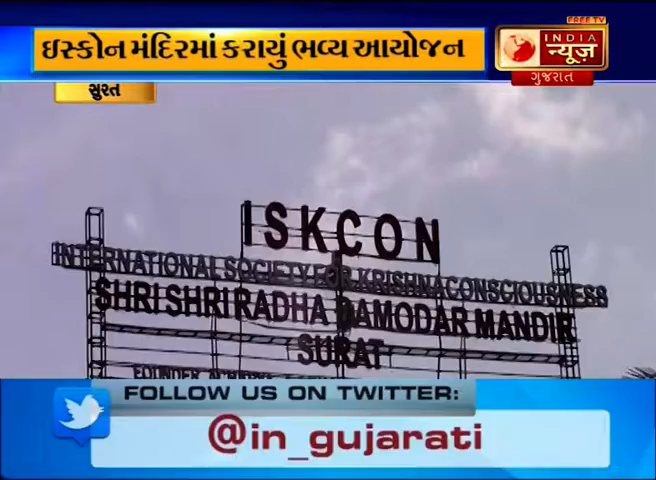 FREE TV
ઇસ્કોન મંદિરમાં કરાયું ભવ્ય આયોજન
INDIA
न्यूज़
ગુજરાત
સુરત
ISKCON
INTERNATIONAL SOCIETY FOR KRISHNA CONSCIOUSNESS
SHRI SHRI RADHA DAMODAR MANDIR
SURAT
FOUNDER
FOLLOW US ON TWITTER:
@in_gujarati